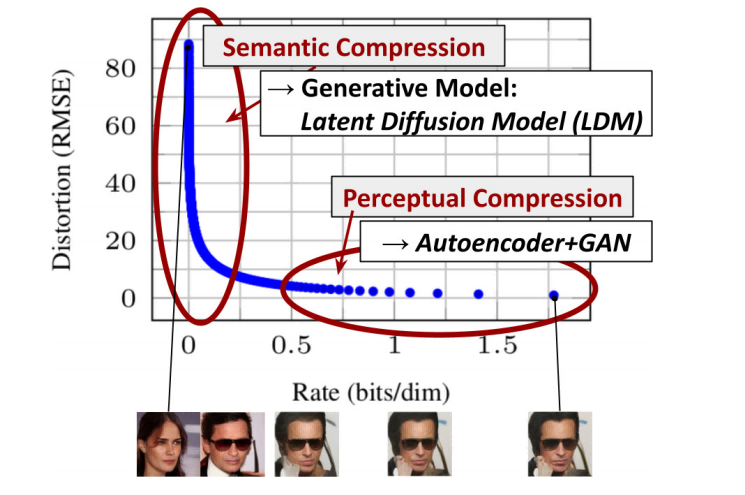 Semantic Compression
→ Generative Model:
Latent Diffusion Model (LDM)
Perceptual Compression
→ Autoencoder+GAN
Distortion (RMSE)
80
60
40
20
0
0 0.5 1 1.5
Rate (bits/dim)